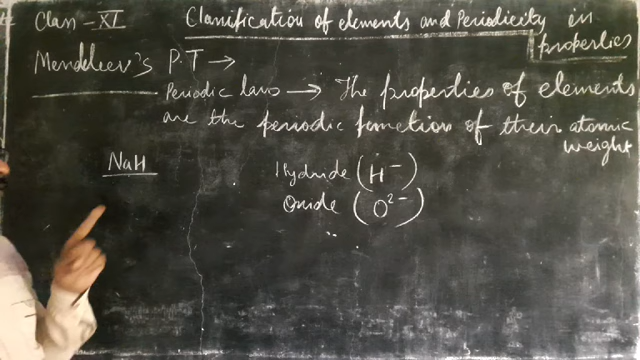 Class - XI
Classification of elements and Periodicity in properties
Mendeleev's P.T →
Periodic law → The properties of elements
are the periodic function of their atomic
weight
NaH
Hydride (H⁻)
Oxide (O²⁻)